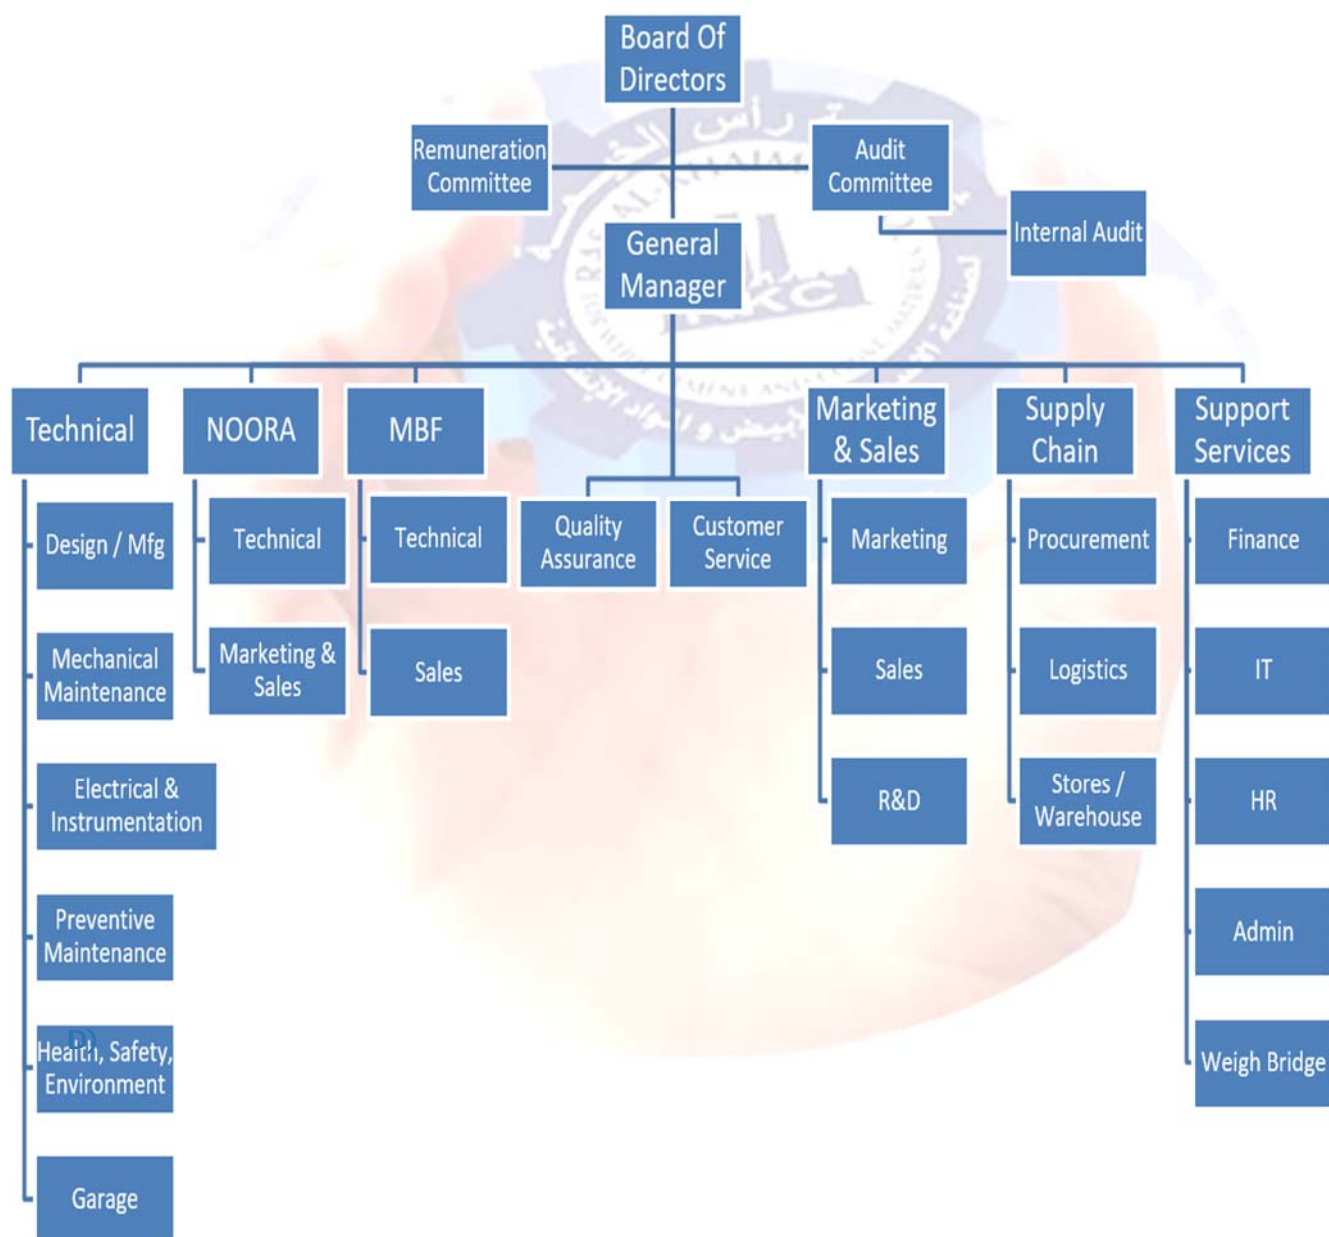 Board Of
Directors
Remuneration
Committee
Audit
Committee
Internal Audit
General
Manager
RKC
Technical
NOORA
MBF
Marketing
& Sales
Supply
Chain
Support
Services
Design / Mfg
Technical
Technical
Quality
Assurance
Customer
Service
Marketing
Procurement
Finance
Mechanical
Maintenance
Marketing &
Sales
Sales
Sales
Logistics
IT
Electrical &
Instrumentation
R&D
Stores /
Warehouse
HR
Preventive
Maintenance
Admin
D)
Health, Safety,
Environment
Weigh Bridge
Garage